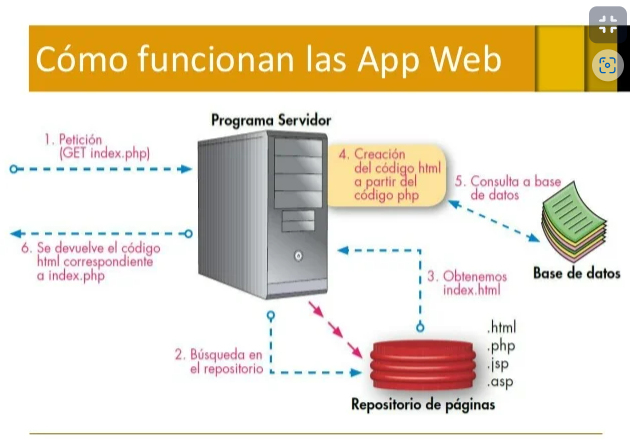 Cómo funcionan las App Web
Programa Servidor
1. Petición
(GET index.php)
4. Creación
del código html
a partir del
código php
5. Consulta a base
de datos
6. Se devuelve el código
html correspondiente
a index.php
3. Obtenemos
index.html
Base de datos
2. Búsqueda en
el repositorio
.html
.php
.jsp
.asp
Repositorio de páginas